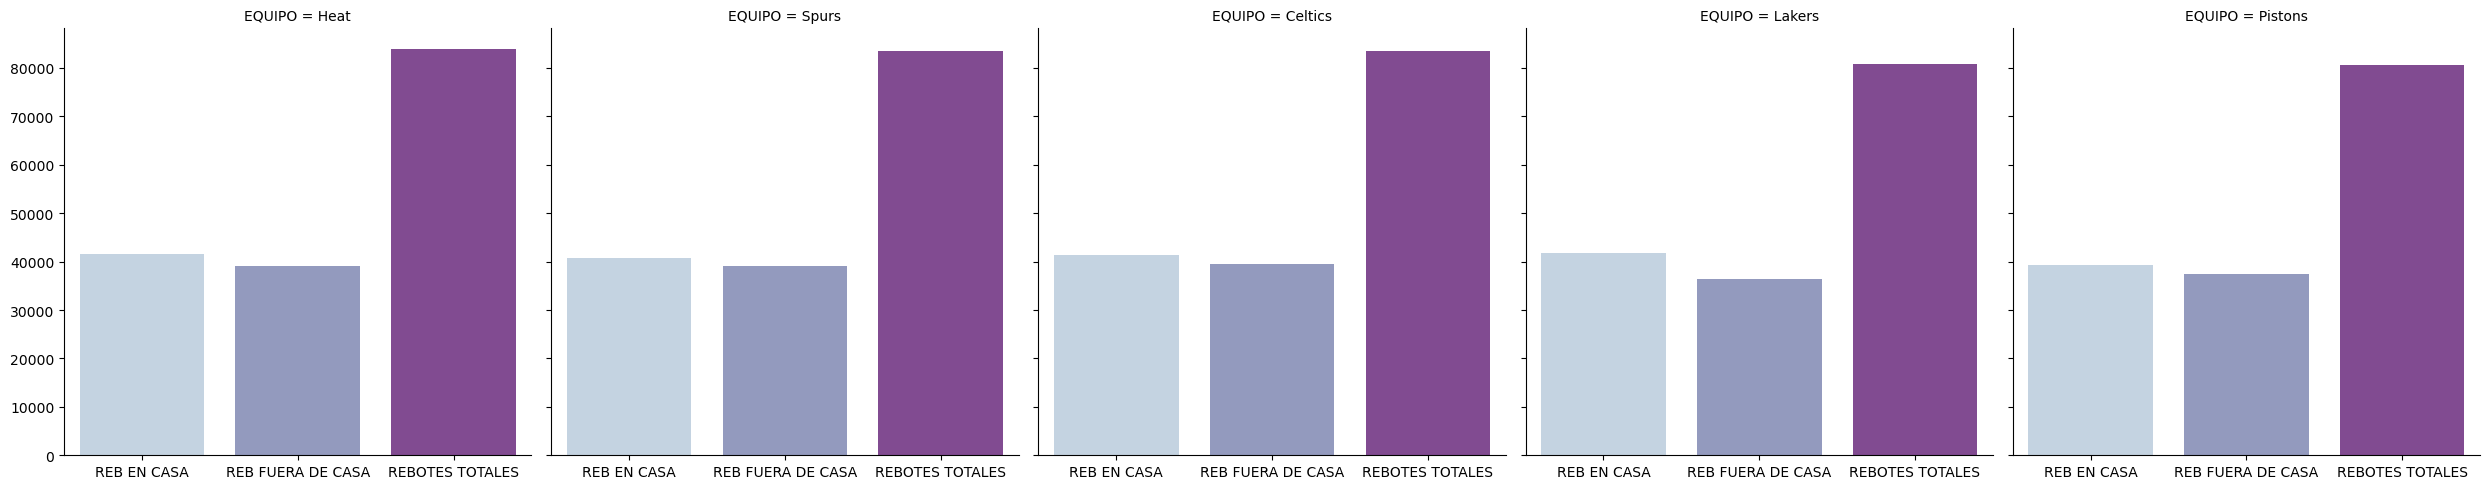 EQUIPO = Heat
EQUIPO = Spurs
EQUIPO = Celtics
EQUIPO = Lakers
EQUIPO = Pistons
80000
70000
60000
50000
40000
30000
20000
10000
0
REB EN CASA
REB FUERA DE CASA
REBOTES TOTALES
REB EN CASA
REB FUERA DE CASA
REBOTES TOTALES
REB EN CASA
REB FUERA DE CASA
REBOTES TOTALES
REB EN CASA
REB FUERA DE CASA
REBOTES TOTALES
REB EN CASA
REB FUERA DE CASA
REBOTES TOTALES